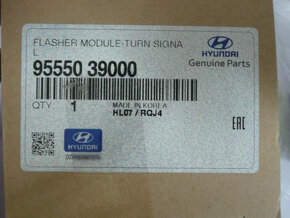 FLASHER MODULE-TURN SIGNA
L
HYUNDAI
Genuine Parts
95550 39000
QTY 1
MADE IN KOREA
HL07 / RQJ4
EAC
HYUNDAI